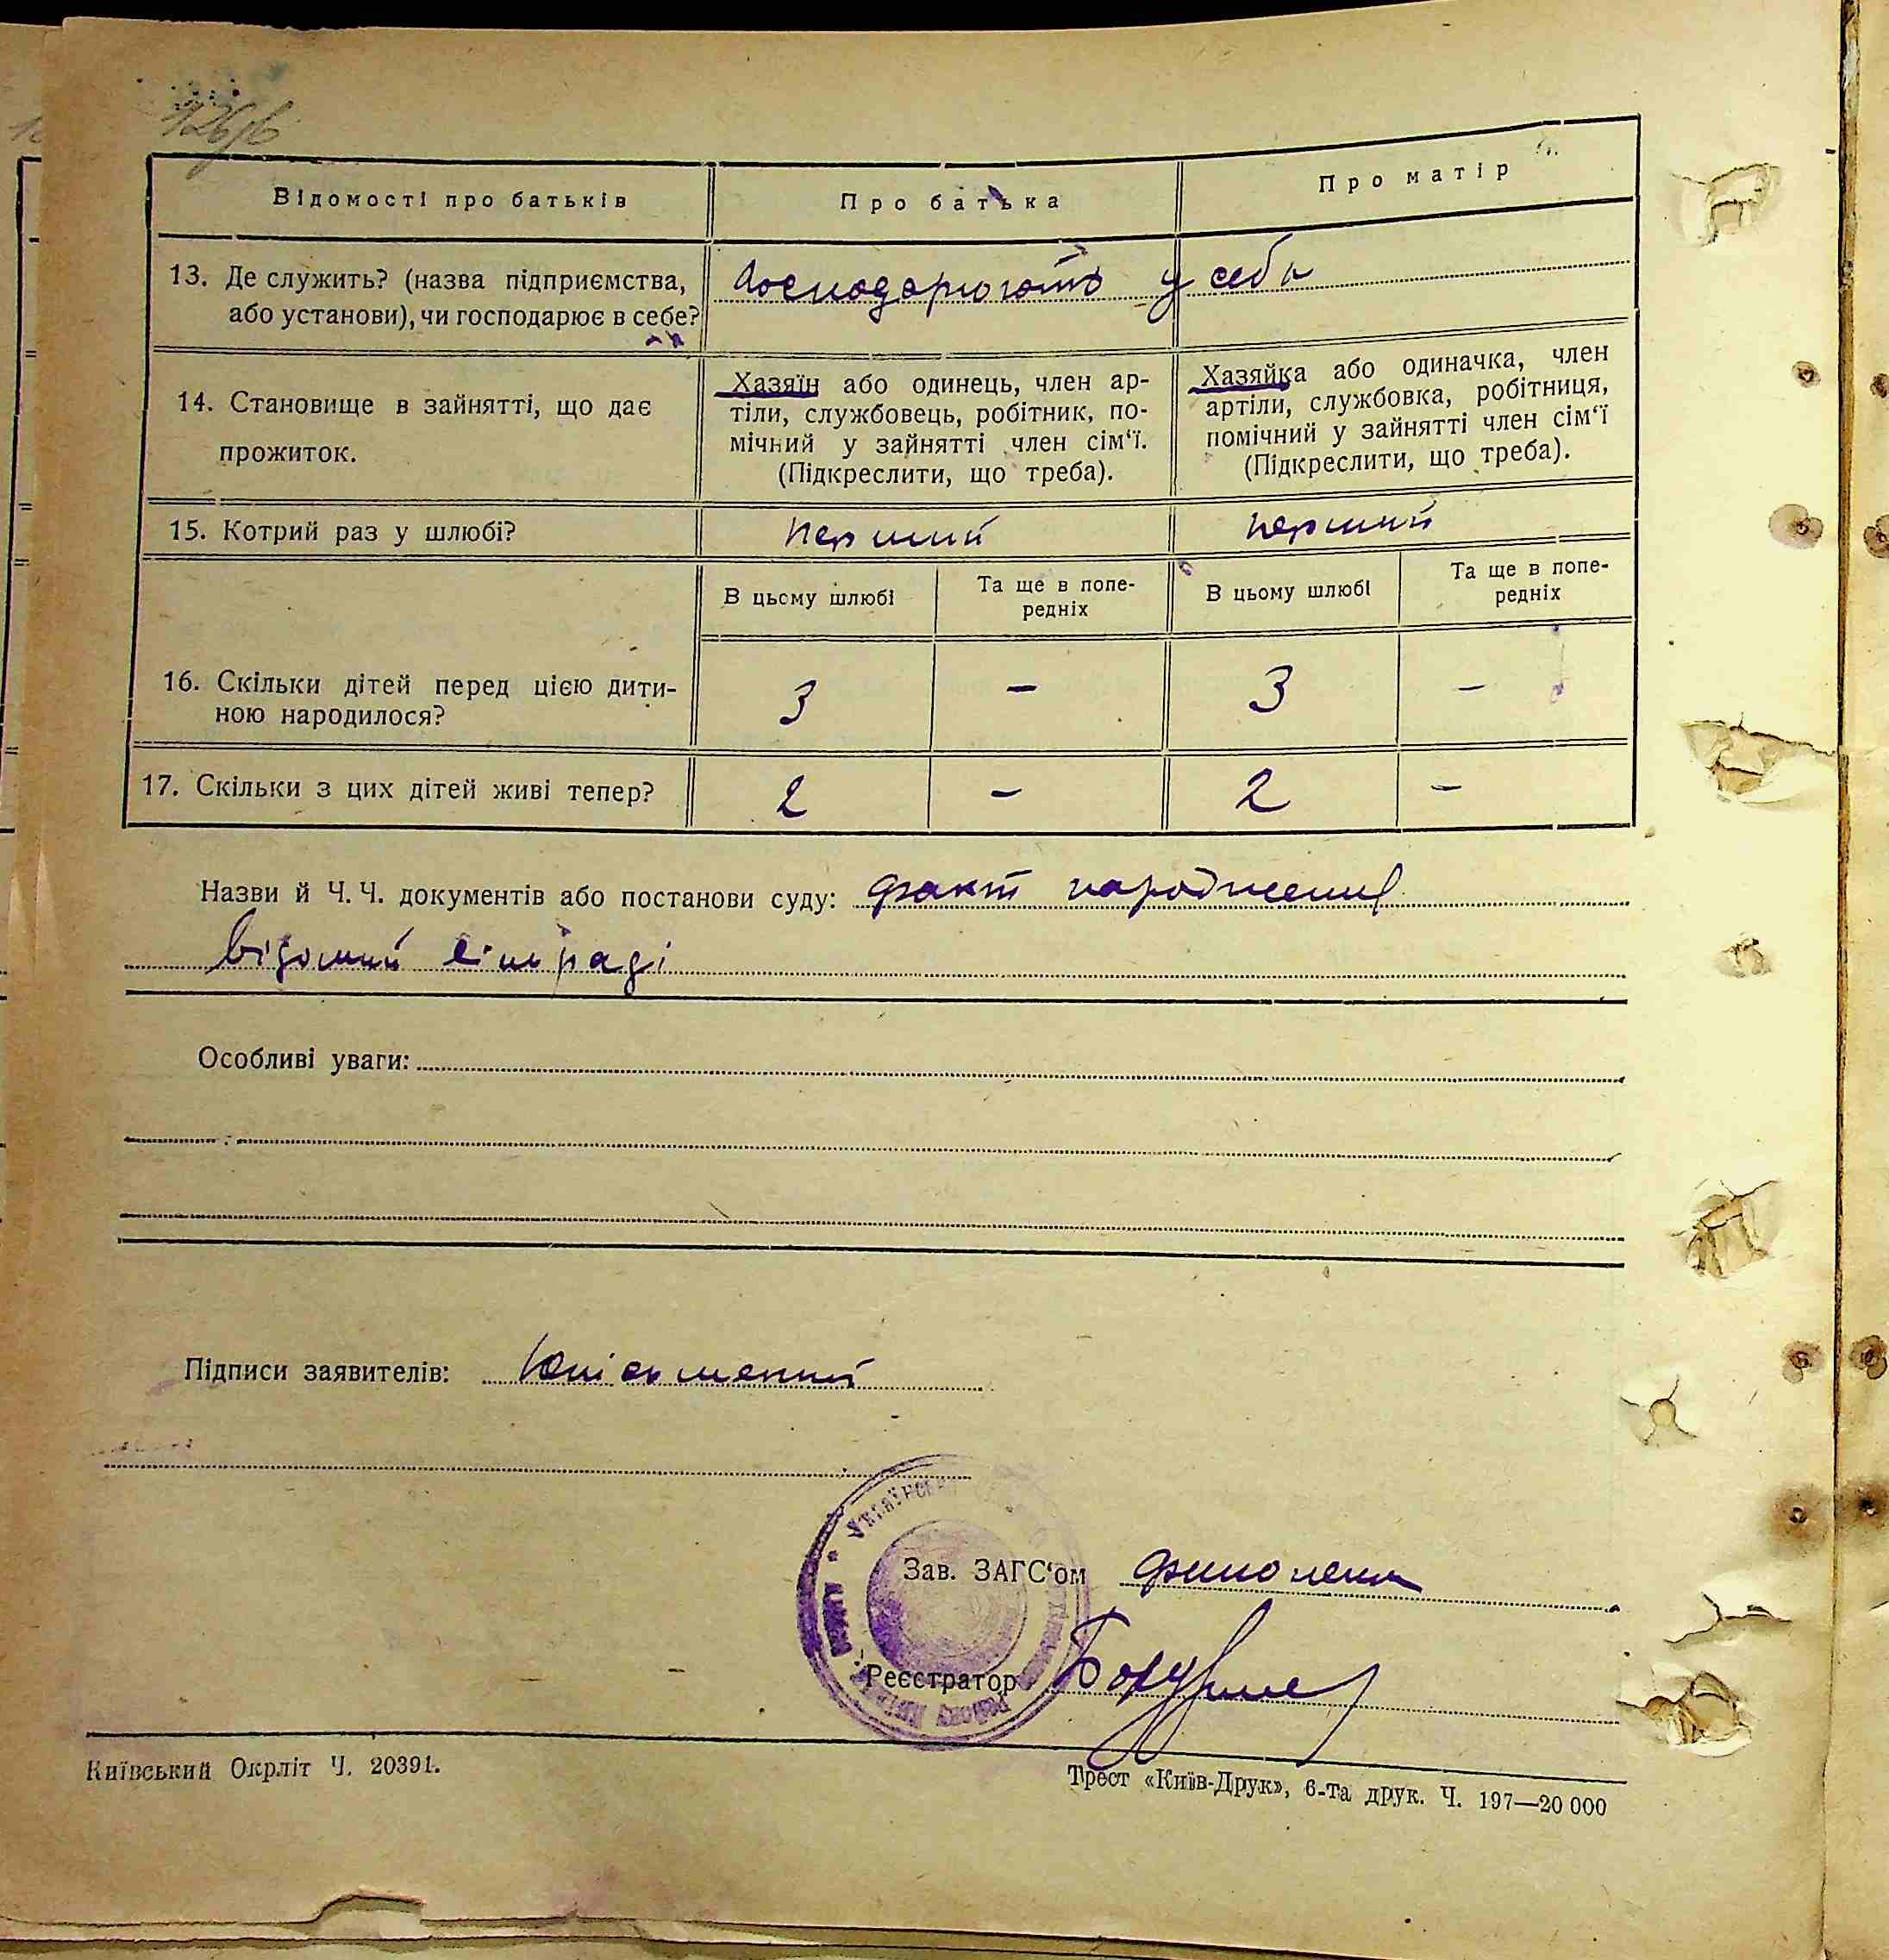 Відомості про батьків
Про батька
Про матір
13. Де служить? (назва підприємства,
або установи), чи господарює в себе?
господарюють у себе
14. Становище в зайнятті, що дає
прожиток.
Хазяїн або одинець, член ар-
тіли, службовець, робітник, по-
мічний у зайнятті член сім‘ї.
(Підкреслити, що треба).
Хазяйка або одиначка, член
артіли, службовка, робітниця,
помічний у зайнятті член сім‘ї
(Підкреслити, що треба).
15. Котрий раз у шлюбі?
перший
перший
В цьому шлюбі
Та ще в попе-
редніх
В цьому шлюбі
Та ще в попе-
редніх
16. Скільки дітей перед цією дити-
ною народилося?
3
–
3
–
17. Скільки з цих дітей живі тепер?
2
–
2
–
Назви й Ч. Ч. документів або постанови суду: факт народження
відомий сільраді
Особливі уваги:
Підписи заявителів:
Зав. ЗАГС‘ом
Реєстратор
Київський Окрліт Ч. 20391.
Трест «Київ-Друк», 6-та друк. Ч. 197—20 000